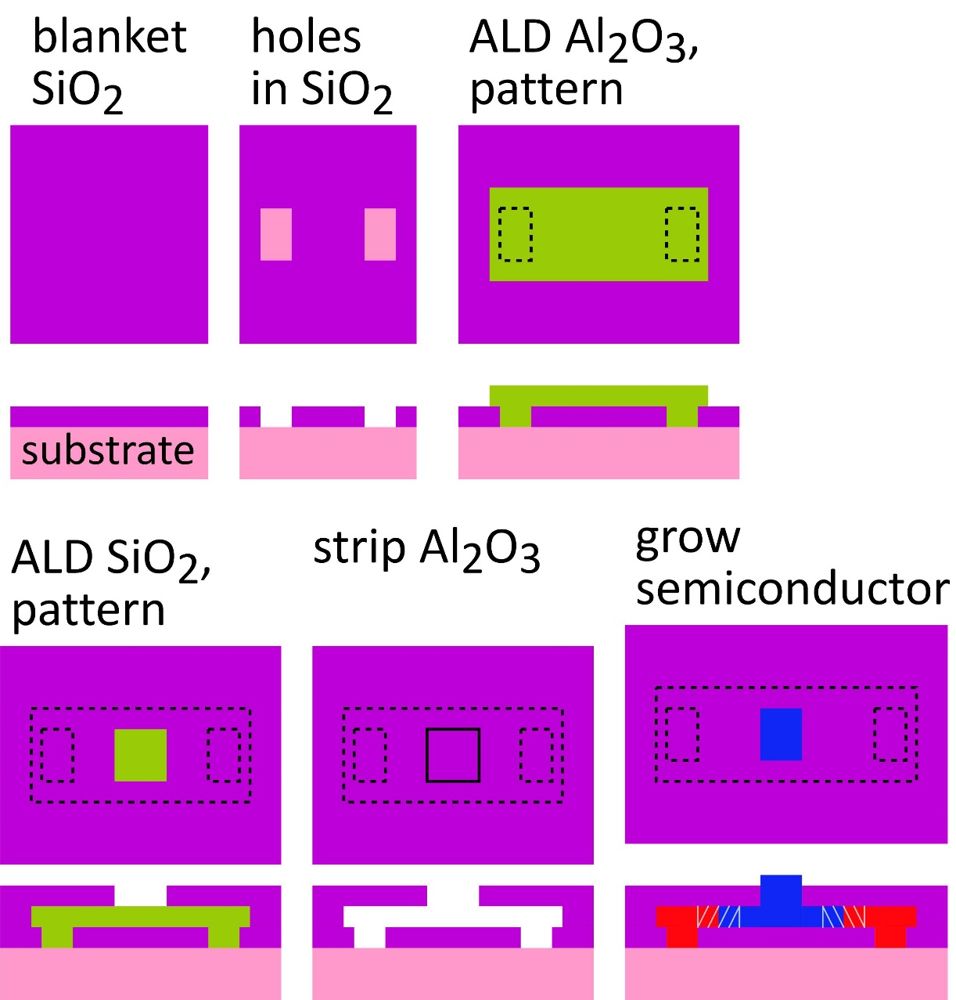 blanket
SiO₂
holes
in SiO₂
ALD Al₂O₃,
pattern
substrate
ALD SiO₂,
pattern
strip Al₂O₃
grow
semiconductor